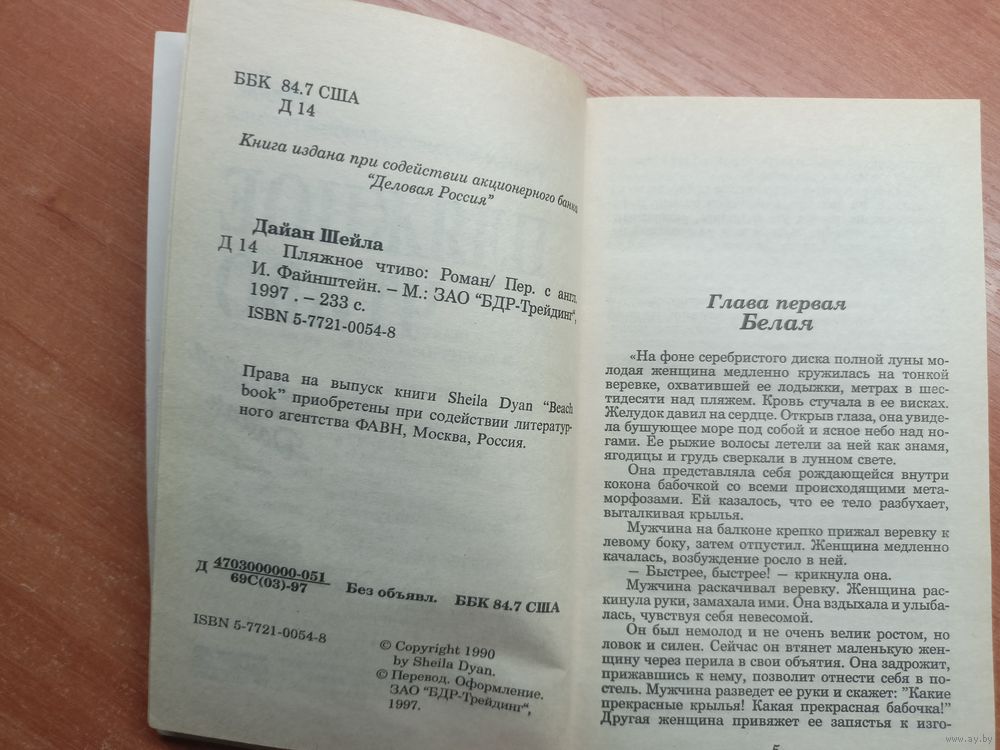 ББК 84.7 США
Д 14
Книга издана при содействии акционерного банка
"Деловая Россия"
Дайан Шейла
Д 14 Пляжное чтиво: Роман/ Пер. с англ.
И. Файнштейн. – М.: ЗАО "БДР-Трейдинг",
1997 . – 233 с.
ISBN 5-7721-0054-8
Права на выпуск книги Sheila Dyan "Beach
book" приобретены при содействии литератур-
ного агентства ФАВН, Москва, Россия.
Д 4703000000-051
69С(03)-97
Без объявл. ББК 84.7 США
ISBN 5-7721-0054-8
© Copyright 1990
by Sheila Dyan.
© Перевод. Оформление.
ЗАО "БДР-Трейдинг",
1997.
Глава первая
Белая
«На фоне серебристого диска полной луны мо-
лодая женщина медленно кружилась на тонкой
веревке, охватившей ее лодыжки, метрах в шес-
тидесяти над пляжем. Кровь стучала в ее висках.
Желудок давил на сердце. Открыв глаза, она увиде-
ла бушующее море под собой и ясное небо над но-
гами. Ее рыжие волосы летели за ней как знамя,
ягодицы и грудь сверкали в лунном свете.
Она представляла себя рождающейся внутри
кокона бабочкой со всеми происходящими мета-
морфозами. Ей казалось, что ее тело разбухает,
выталкивая крылья.
Мужчина на балконе крепко прижал веревку к
левому боку, затем отпустил. Женщина медленно
качалась, возбуждение росло в ней.
– Быстрее, быстрее! – крикнула она.
Мужчина раскачивал веревку. Женщина рас-
кинула руки, замахала ими. Она вздыхала и улыба-
лась, чувствуя себя невесомой.
Он был немолод и не очень велик ростом, но
ловок и силен. Сейчас он втянет маленькую жен-
щину через перила в свои объятия. Она задрожит,
прижавшись к нему, позволит отнести себя в по-
стель. Мужчина разведет ее руки и скажет: "Какие
прекрасные крылья! Какая прекрасная бабочка!"
Другая женщина привяжет ее запястья к изго-
5
www.ay.by